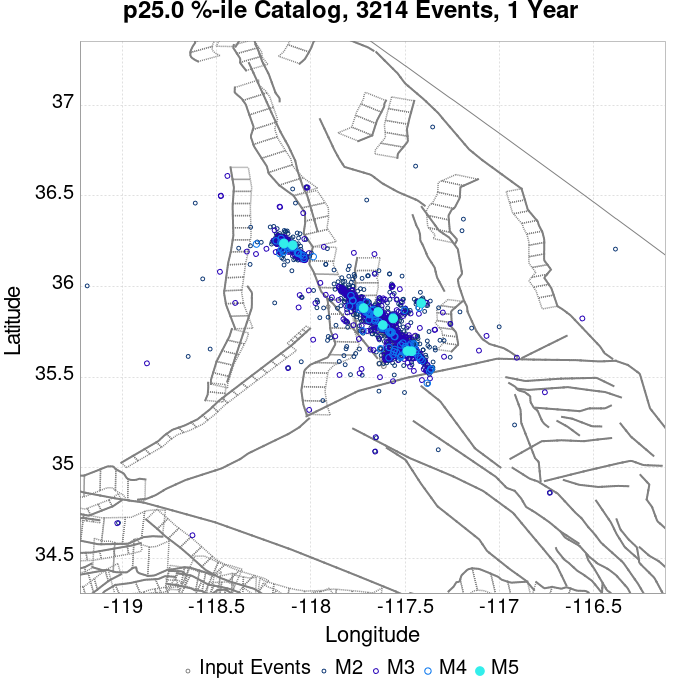 p25.0 %-ile Catalog, 3214 Events, 1 Year
37
36.5
36
35.5
35
34.5
Latitude
-119 -118.5 -118 -117.5 -117 -116.5
Longitude
Input Events M2 M3 M4 M5